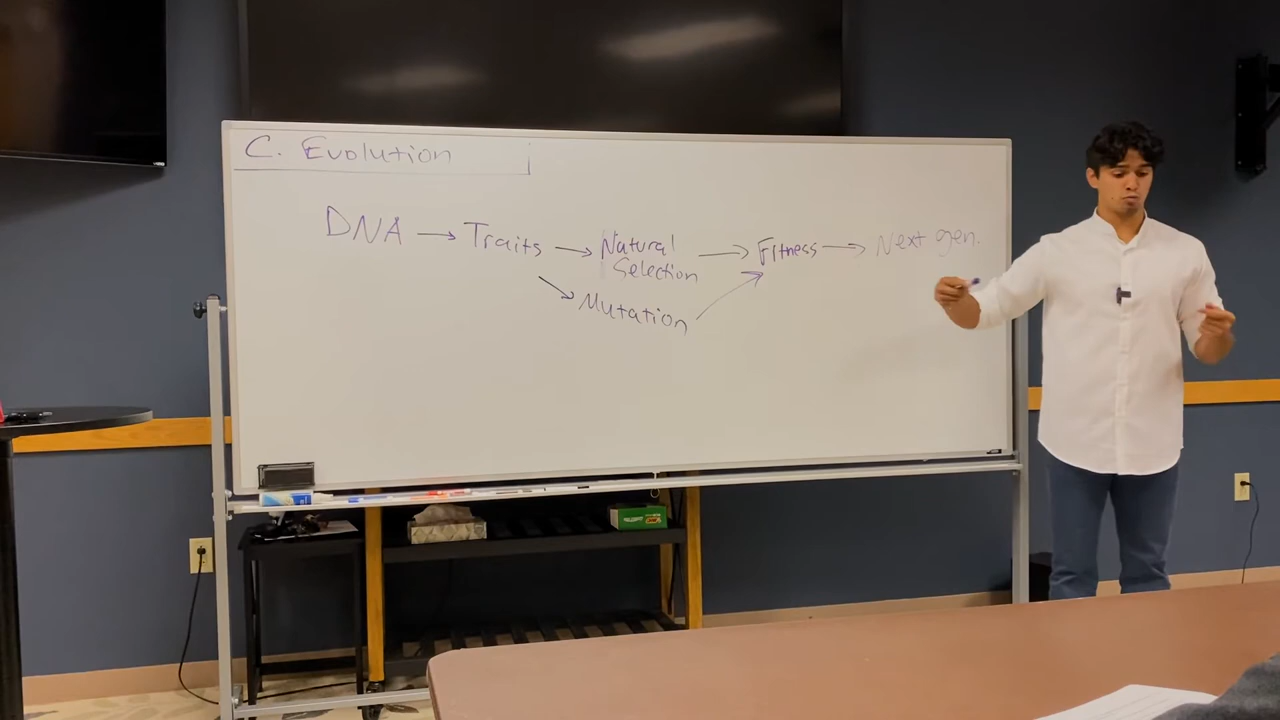 C. Evolution
DNA → Traits → Natural Selection → Fitness → Next gen.
Mutation